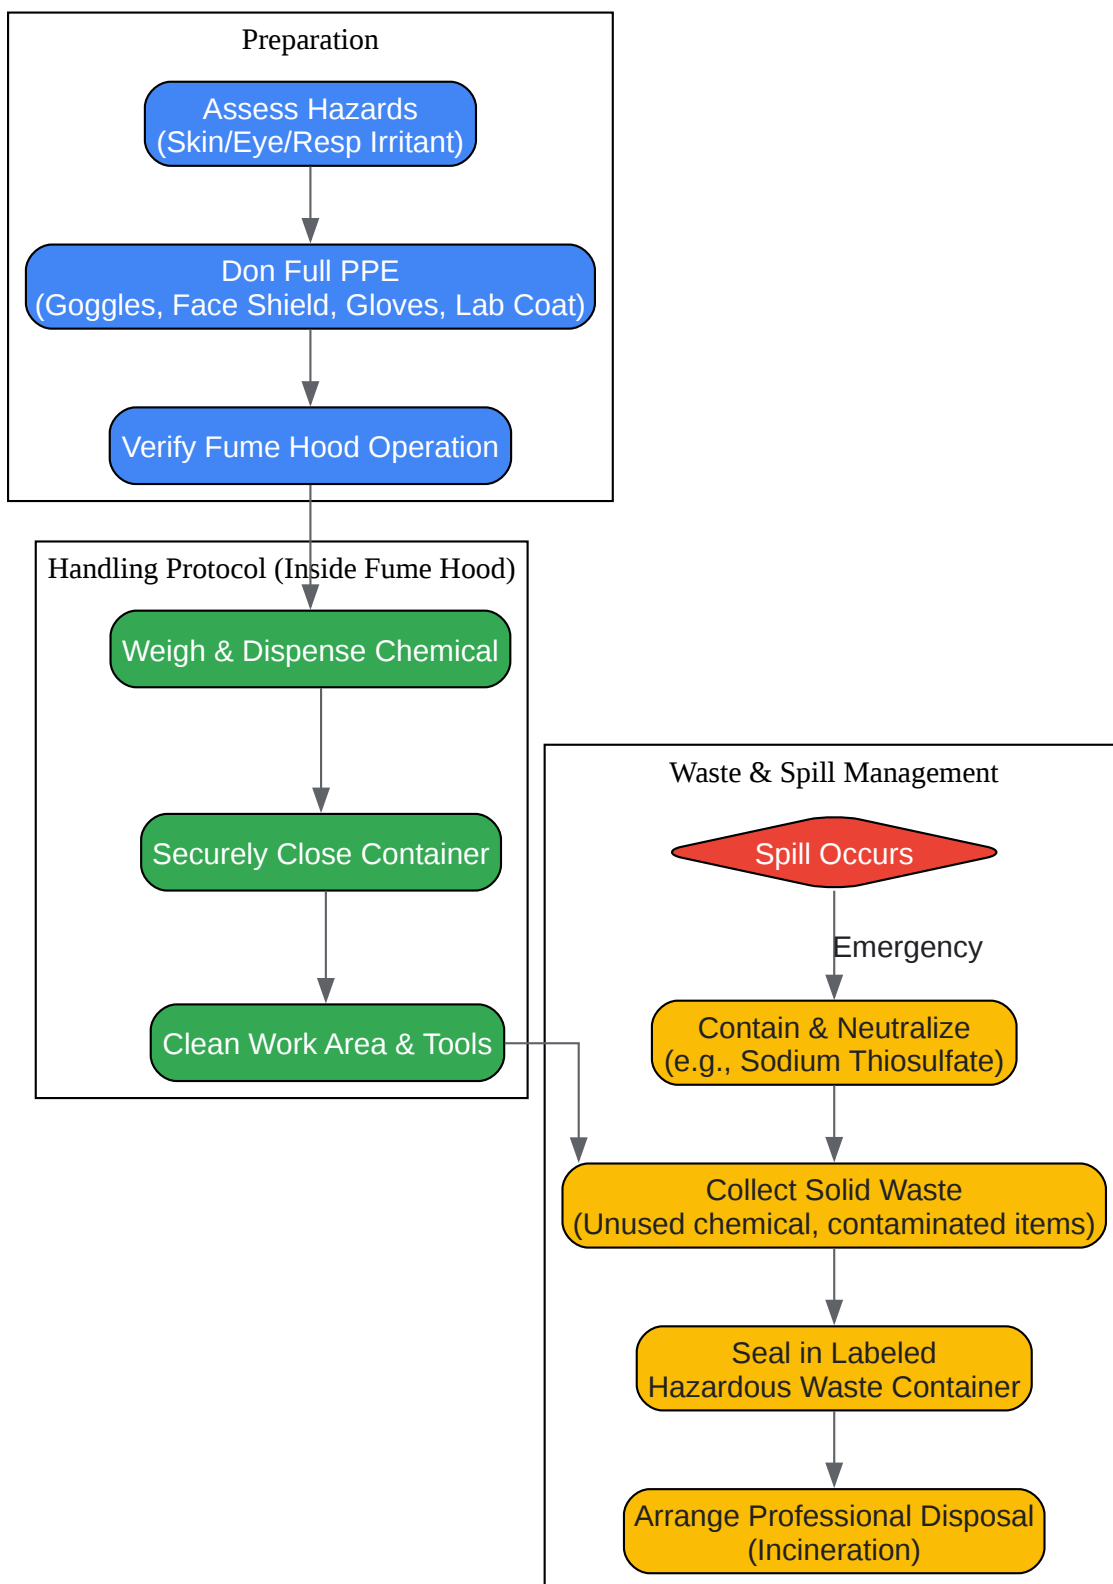 Preparation
Assess Hazards
(Skin/Eye/Resp Irritant)
Don Full PPE
(Goggles, Face Shield, Gloves, Lab Coat)
Verify Fume Hood Operation
Handling Protocol (Inside Fume Hood)
Weigh & Dispense Chemical
Securely Close Container
Clean Work Area & Tools
Waste & Spill Management
Spill Occurs
Emergency
Contain & Neutralize
(e.g., Sodium Thiosulfate)
Collect Solid Waste
(Unused chemical, contaminated items)
Seal in Labeled
Hazardous Waste Container
Arrange Professional Disposal
(Incineration)